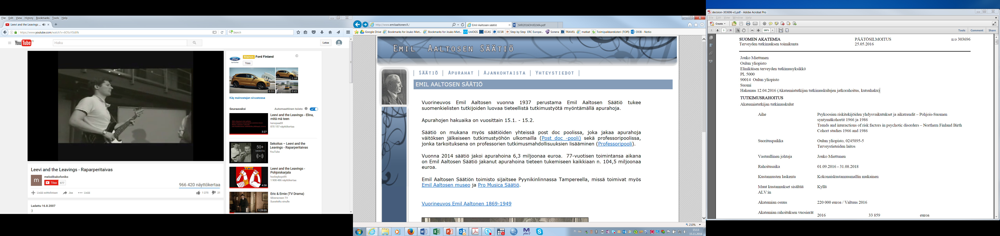 File Edit View History Bookmarks Tools Help
Leevi and the Leavings ...
https://www.youtube.com/watch?v=6O5oYSbRfk
Search
YouTube FI
Haku
Lataa
Leevi and the Leavings - Raparperitaivas
m
melodikakofoniko
Tilaa 977
966 420 näyttökertaa
Lisää soittolistaan Jaa Lisää
1 275 21
Ladattu 16.8.2007
:)
Ford
Mainos Ford Finland
Tilaa
0:53
0:44
0:43
Käy mainostajan sivustossa
Seuraavaksi Automaattinen toisto
Leevi and the Leavings - Elina,
mitä mä teen
kenopaa69
870 157 näyttökertaa
3:27
50+
VIDEOTA
Sekoitus – Leevi and the
Leavings - Raparperitaivas
YouTube
Leevi and the Leavings -
Pohjoiskarjala
hockeyboys95
1 908 486 näyttökertaa
4:58
Eric & Ernie (TV Drama)
Silverscreen TV
Suositeltu sinulle
1:29:09
http://www.emilaaltonen.fi/
Emil Aaltosen säätiö
SKR2016OHJELMA.pdf
Google Drive Bookmarks for Jouko Miet... Bookmarks for Jouko Miet... UniOGS ECAS ECSR Step by Step ERC Europe... Sonera TRAVEL matkat Toimipaikkarekisteri (TOPI) DOB - Notio
EMIL AALTOSEN SÄÄTIÖ
| SÄÄTIÖ | APURAHAT | AJANKOHTAISTA | YHTEYSTIEDOT |
EMIL AALTOSEN SÄÄTIÖ
Vuorineuvos Emil Aaltosen vuonna 1937 perustama Emil Aaltosen Säätiö tukee
suomenkielisten tutkijoiden luovaa tieteellistä tutkimustyötä myöntämällä apurahoja.
Apurahojen hakuaika on vuosittain 15.1. - 15.2.
Säätiö on mukana myös säätiöiden yhteisessä post doc poolissa, joka jakaa apurahoja
väitöksen jälkeiseen tutkimustyöhön ulkomailla (Post doc -pooli) sekä professoripoolissa,
jonka tarkoituksena on professorien tutkimusmahdollisuuksien lisääminen (Professoripooli).
Vuonna 2014 säätiö jakoi apurahoina 6,3 miljoonaa euroa. 77-vuotisen toimintansa aikana
on Emil Aaltosen Säätiö jakanut apurahoina tieteen tukemiseen kaikkiaan n. 104,5 miljoonaa
euroa.
Emil Aaltosen Säätiön toimisto sijaitsee Pyynikinlinnassa Tampereella, missä toimivat myös
Emil Aaltosen museo ja Pro Musica Säätiö.
Vuorineuvos Emil Aaltonen 1869-1949
210%
FI
15:13
15.11.2016
decision-303696-v1.pdf - Adobe Acrobat Pro
File Edit View Window Help
Create
1 / 36 166%
Tools Comment Share
SUOMEN AKATEMIA PÄÄTÖSILMOITUS n:o 303696
Terveyden tutkimuksen toimikunta 25.05.2016
Jouko Miettunen
Oulun yliopisto
Elinikäisen terveyden tutkimusyksikkö
PL 5000
90014 Oulun yliopisto
Suomi
Hakemus 12.04.2016 (Akatemiatutkijan tutkimuskulujen jatkorahoitus, kutsuhaku)
TUTKIMUSRAHOITUS
Akatemiatutkijan tutkimuskulut
Aihe Psykoosien riskitekijöiden yhdysvaikutukset ja aikatrendit – Pohjois-Suomen
syntymäkohortit 1966 ja 1986
Trends and interactions of risk factors in psychotic disorders – Northern Finland Birth
Cohort studies 1966 and 1986
Suorituspaikka Oulun yliopisto, 0245895-5
Terveystieteiden laitos
Vastuullinen johtaja Jouko Miettunen
Rahoitusaika 01.09.2016 - 31.08.2018
Kustannusten laskenta Kokonaiskustannusmallin mukainen
Muut kustannukset sisältää Kyllä
ALV:in
Akatemian osuus 220 000 euroa / Valtuus 2016
Akatemian rahoituksen vuosierät
2016 33 859 euroa